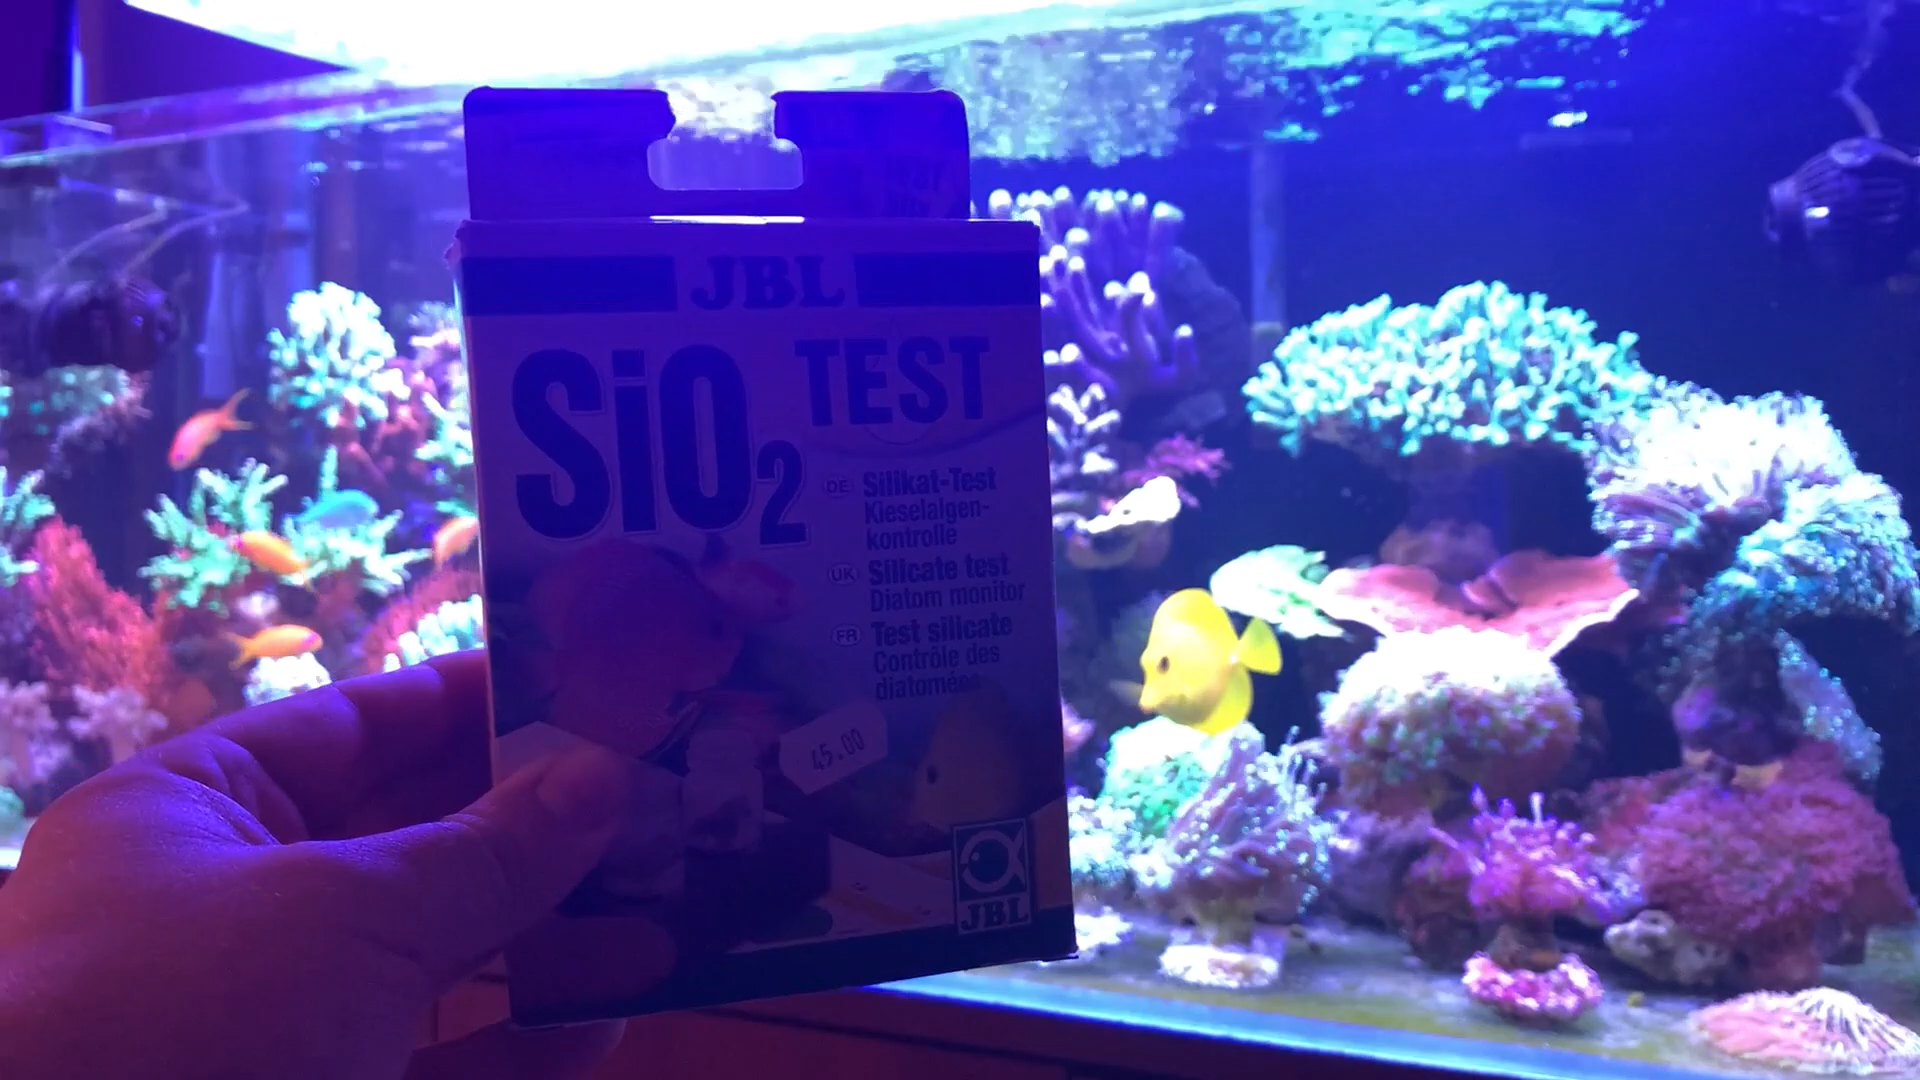 JBL
SiO2 TEST
DE Silikat-Test
Kieselalgen-
kontrolle
UK Silicate test
Diatom monitor
FR Test silicate
Contrôle des
diatomées
45.00
JBL